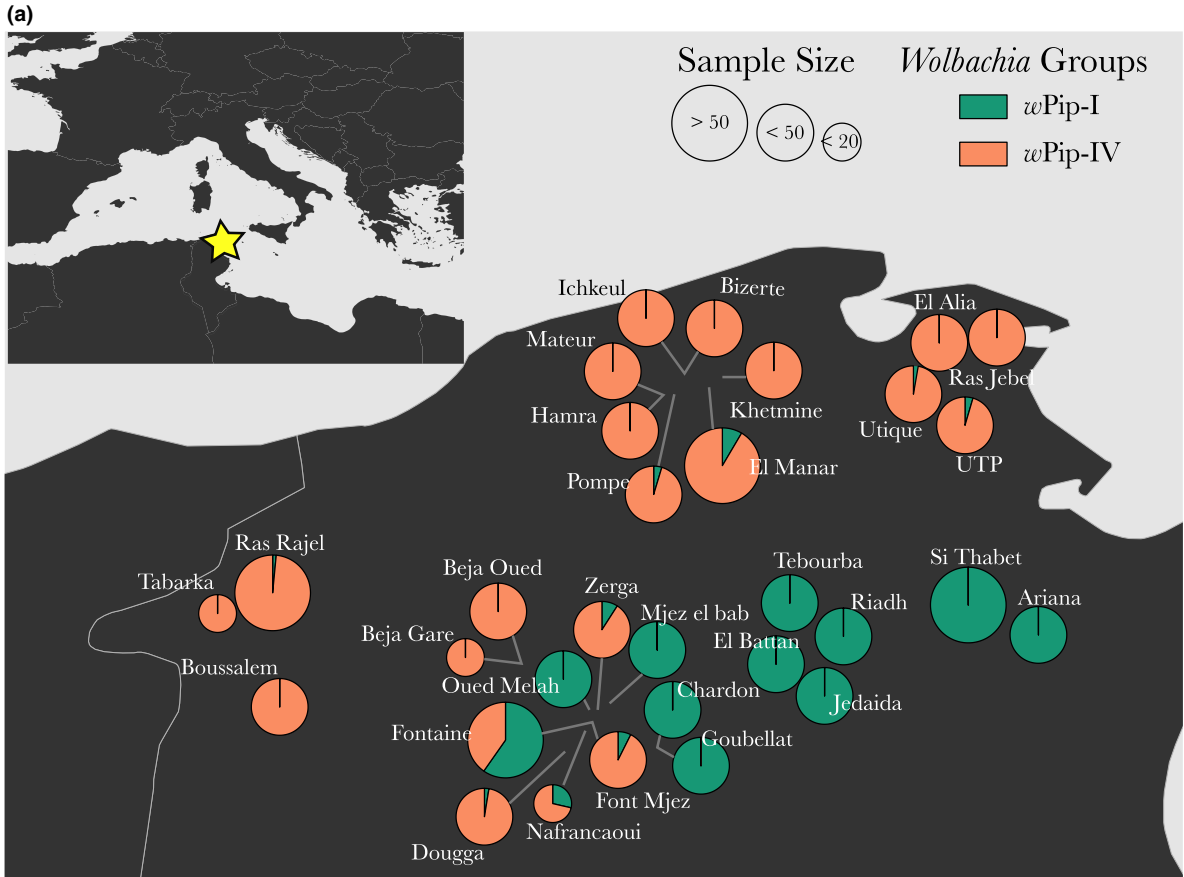 (a)
Sample Size
Wolbachia Groups
> 50
< 50
< 20
wPip-I
wPip-IV
Ichkeul
Bizerte
El Alia
Mateur
Ras Jebel
Hamra
Khetmine
Utique
Pompe
El Manar
UTP
Ras Rajel
Tabarka
Beja Oued
Zerga
Tebourba
Si Thabet
Mjez el bab
Riadh
Ariana
Beja Gare
El Battan
Boussalem
Oued Melah
Chardon
Jedaida
Fontaine
Goubellat
Font Mjez
Nafrancaoui
Dougga